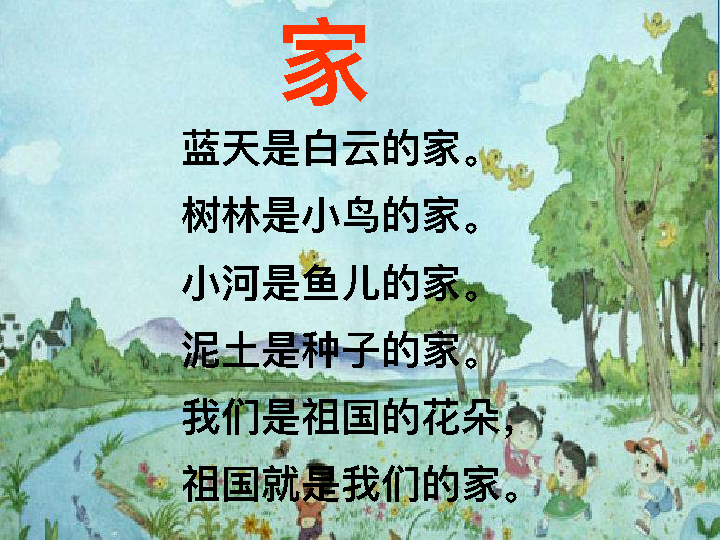 家
蓝天是白云的家。
树林是小鸟的家。
小河是鱼儿的家。
泥土是种子的家。
我们是祖国的花朵，
祖国就是我们的家。